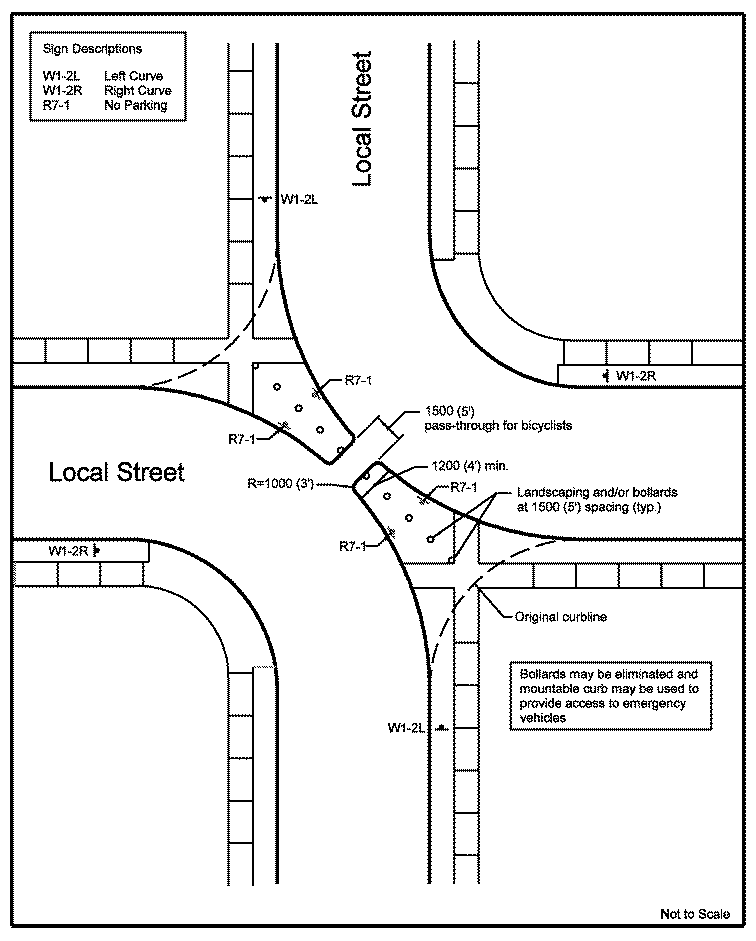 Sign Descriptions
W1-2L Left Curve
W1-2R Right Curve
R7-1 No Parking
Local Street
W1-2L
W1-2R
R7-1
1500 (5')
pass-through for bicyclists
R7-1
Local Street
1200 (4') min.
R=1000 (3')
R7-1
Landscaping and/or bollards
at 1500 (5') spacing (typ.)
R7-1
W1-2R
Original curbline
Bollards may be eliminated and
mountable curb may be used to
provide access to emergency
vehicles
W1-2L
Not to Scale